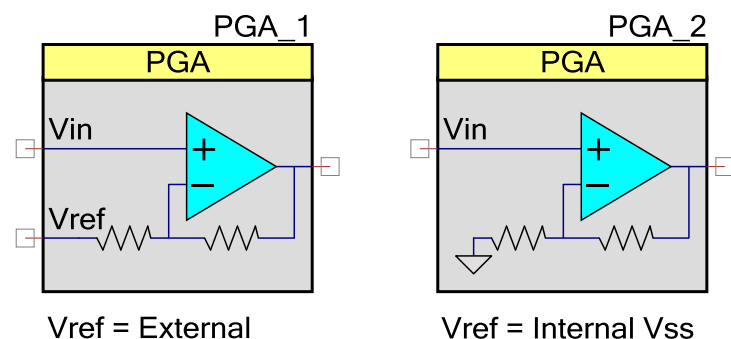 PGA_1
PGA
Vin
+
−
Vref
Vref = External
PGA_2
PGA
Vin
+
−
Vref = Internal Vss